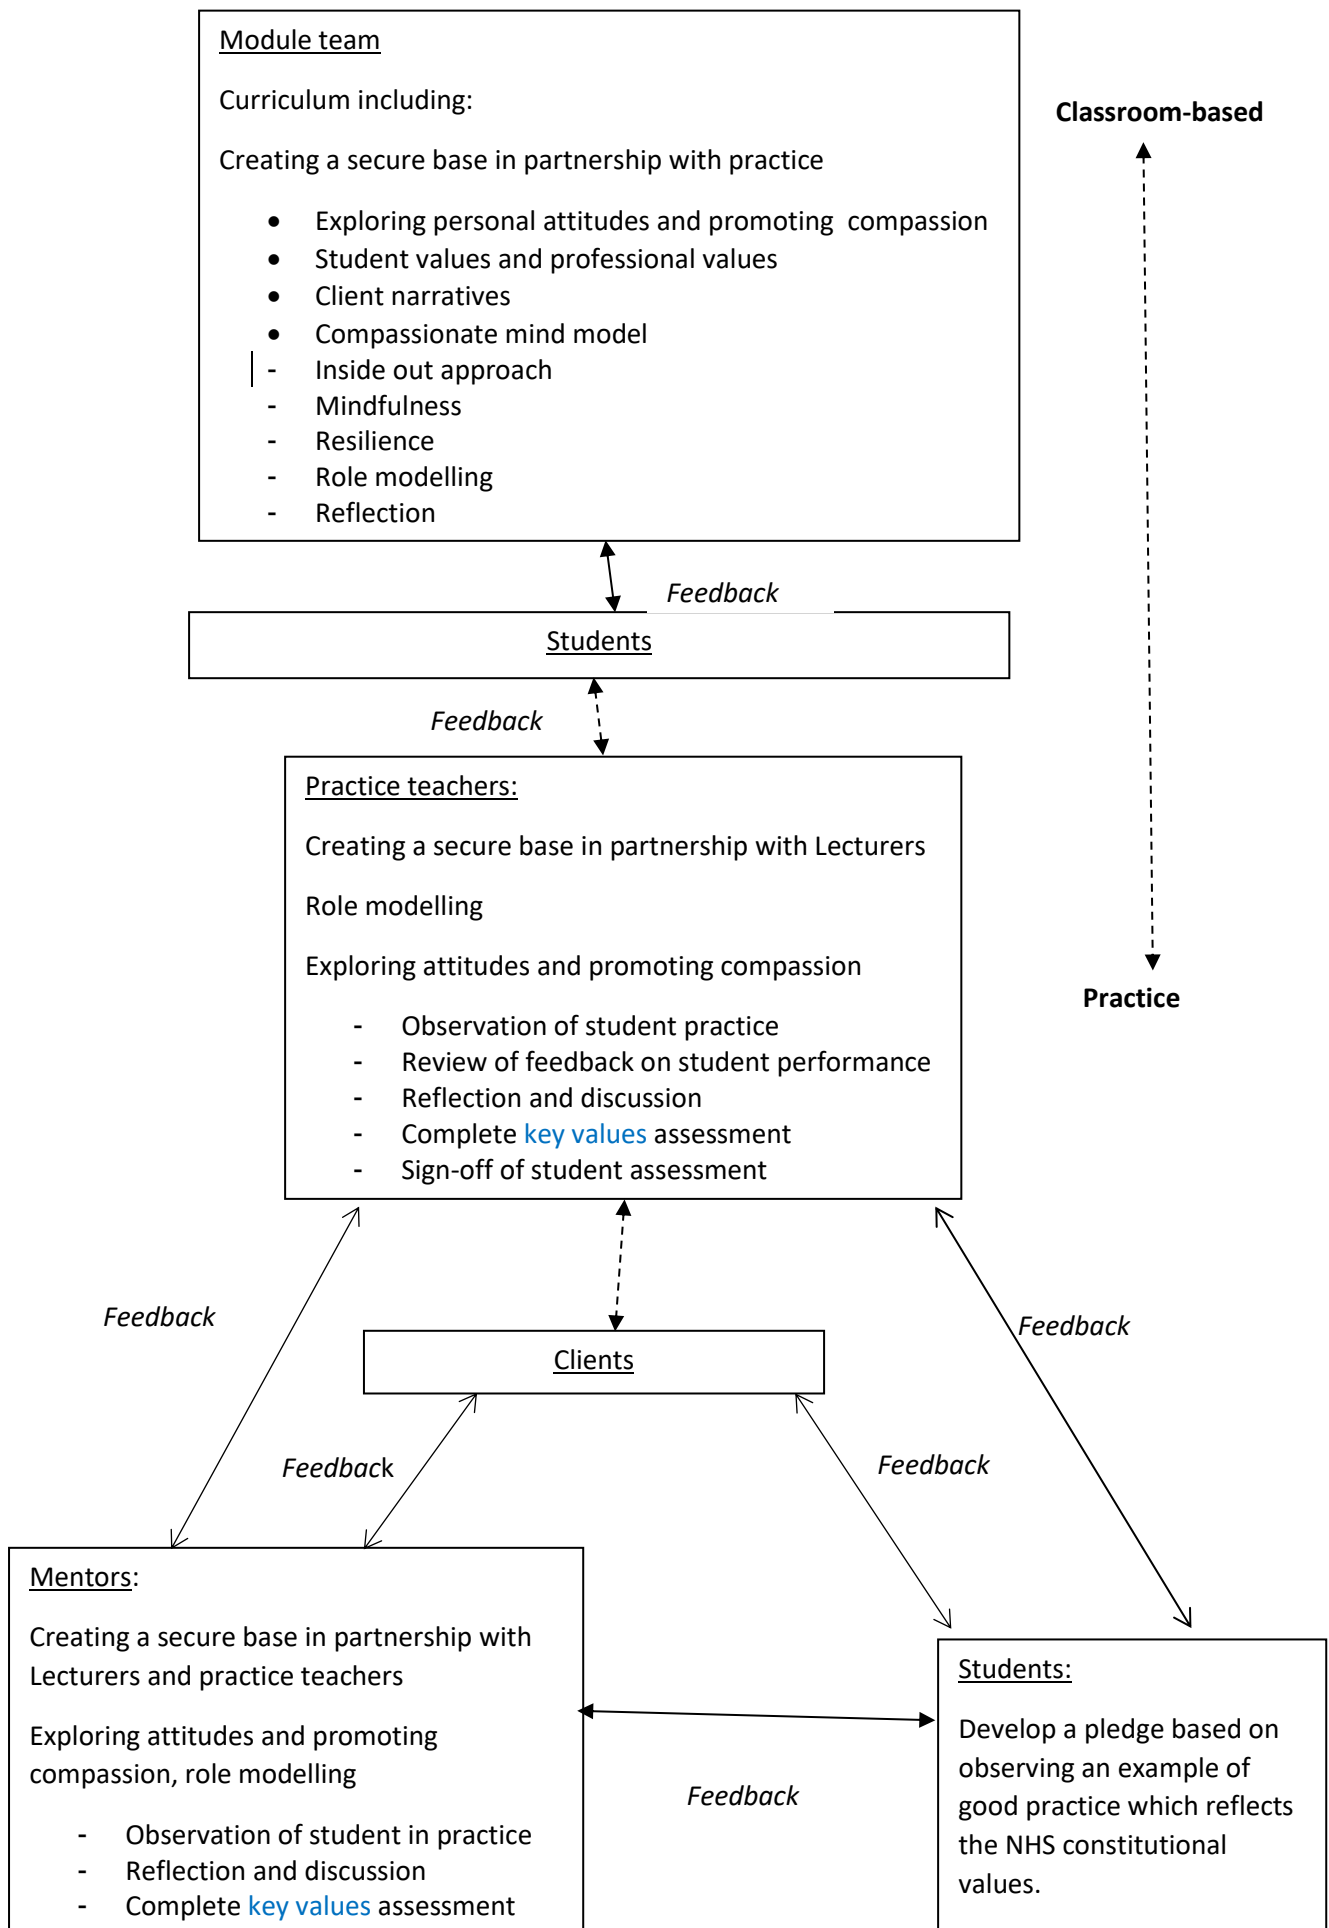 Module team
Curriculum including:
Creating a secure base in partnership with practice
• Exploring personal attitudes and promoting  compassion
• Student values and professional values
• Client narratives
• Compassionate mind model
- Inside out approach
- Mindfulness
- Resilience
- Role modelling
- Reflection
Classroom-based
Feedback
Students
Feedback
Practice teachers:
Creating a secure base in partnership with Lecturers
Role modelling
Exploring attitudes and promoting compassion
- Observation of student practice
- Review of feedback on student performance
- Reflection and discussion
- Complete key values assessment
- Sign-off of student assessment
Practice
Feedback
Feedback
Clients
Feedback
Feedback
Mentors:
Creating a secure base in partnership with
Lecturers and practice teachers
Exploring attitudes and promoting
compassion, role modelling
- Observation of student in practice
- Reflection and discussion
- Complete key values assessment
Feedback
Students:
Develop a pledge based on
observing an example of
good practice which reflects
the NHS constitutional
values.